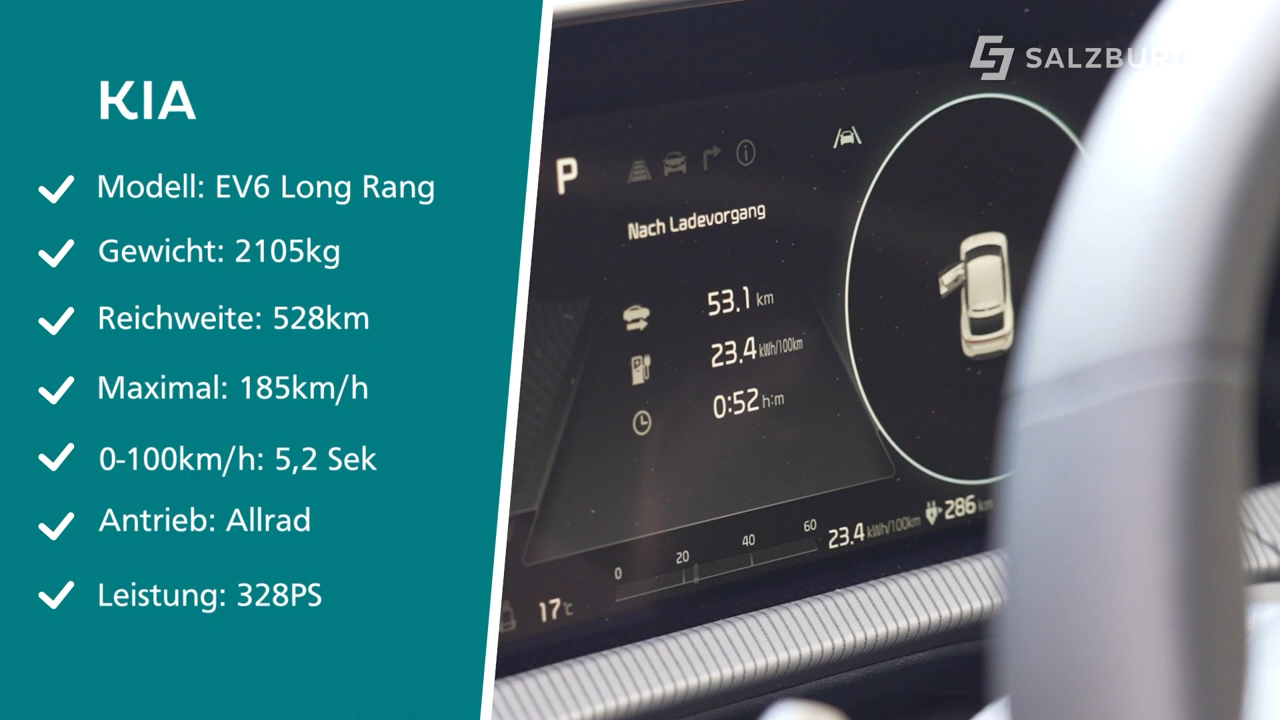 KIA
Modell: EV6 Long Rang
Gewicht: 2105kg
Reichweite: 528km
Maximal: 185km/h
0-100km/h: 5,2 Sek
Antrieb: Allrad
Leistung: 328PS
SALZBURG
P
Nach Ladevorgang
53.1 km
23.4 kWh/100km
0:52 h:m
0 20 40 60
23.4 kWh/100km
286 km
17°C